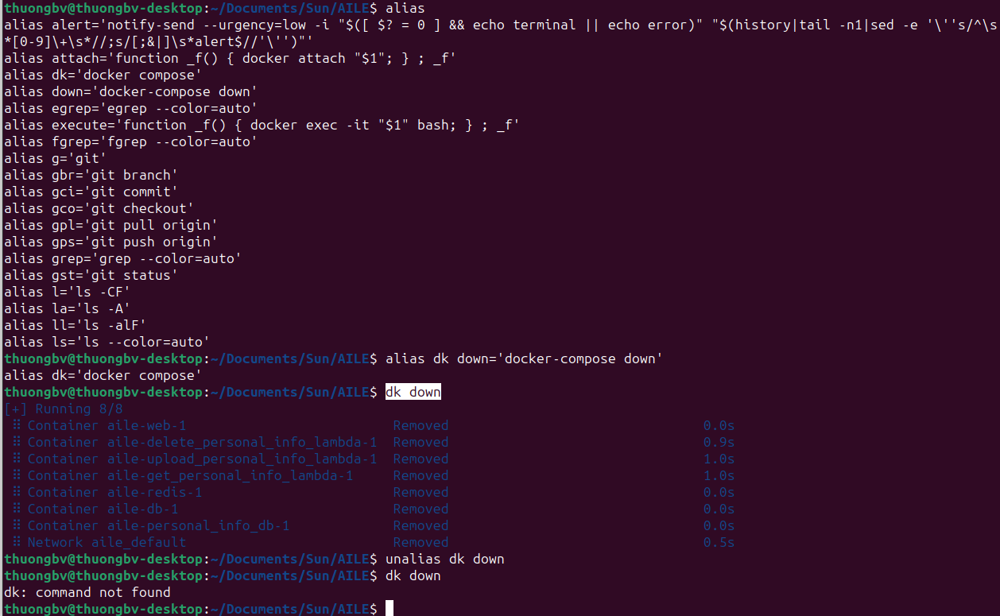 thuongbv@thuongbv-desktop:~/Documents/Sun/AILE$ alias
alias alert='notify-send --urgency=low -i "$([ $? = 0 ] && echo terminal || echo error)" "$(history|tail -n1|sed -e '\''s/^\s
*[0-9]\+\s*//;s/[;&|]\s*alert$//'\'')"'
alias attach='function _f() { docker attach "$1"; } ; _f'
alias dk='docker compose'
alias down='docker-compose down'
alias egrep='egrep --color=auto'
alias execute='function _f() { docker exec -it "$1" bash; } ; _f'
alias fgrep='fgrep --color=auto'
alias g='git'
alias gbr='git branch'
alias gci='git commit'
alias gco='git checkout'
alias gpl='git pull origin'
alias gps='git push origin'
alias grep='grep --color=auto'
alias gst='git status'
alias l='ls -CF'
alias la='ls -A'
alias ll='ls -alF'
alias ls='ls --color=auto'
thuongbv@thuongbv-desktop:~/Documents/Sun/AILE$ alias dk down='docker-compose down'
alias dk='docker compose'
thuongbv@thuongbv-desktop:~/Documents/Sun/AILE$ dk down
[+] Running 8/8
⠿ Container aile-web-1 Removed 0.0s
⠿ Container aile-delete_personal_info_lambda-1 Removed 0.9s
⠿ Container aile-upload_personal_info_lambda-1 Removed 1.0s
⠿ Container aile-get_personal_info_lambda-1 Removed 1.0s
⠿ Container aile-redis-1 Removed 0.0s
⠿ Container aile-db-1 Removed 0.0s
⠿ Container aile-personal_info_db-1 Removed 0.0s
⠿ Network aile_default Removed 0.5s
thuongbv@thuongbv-desktop:~/Documents/Sun/AILE$ unalias dk down
thuongbv@thuongbv-desktop:~/Documents/Sun/AILE$ dk down
dk: command not found
thuongbv@thuongbv-desktop:~/Documents/Sun/AILE$